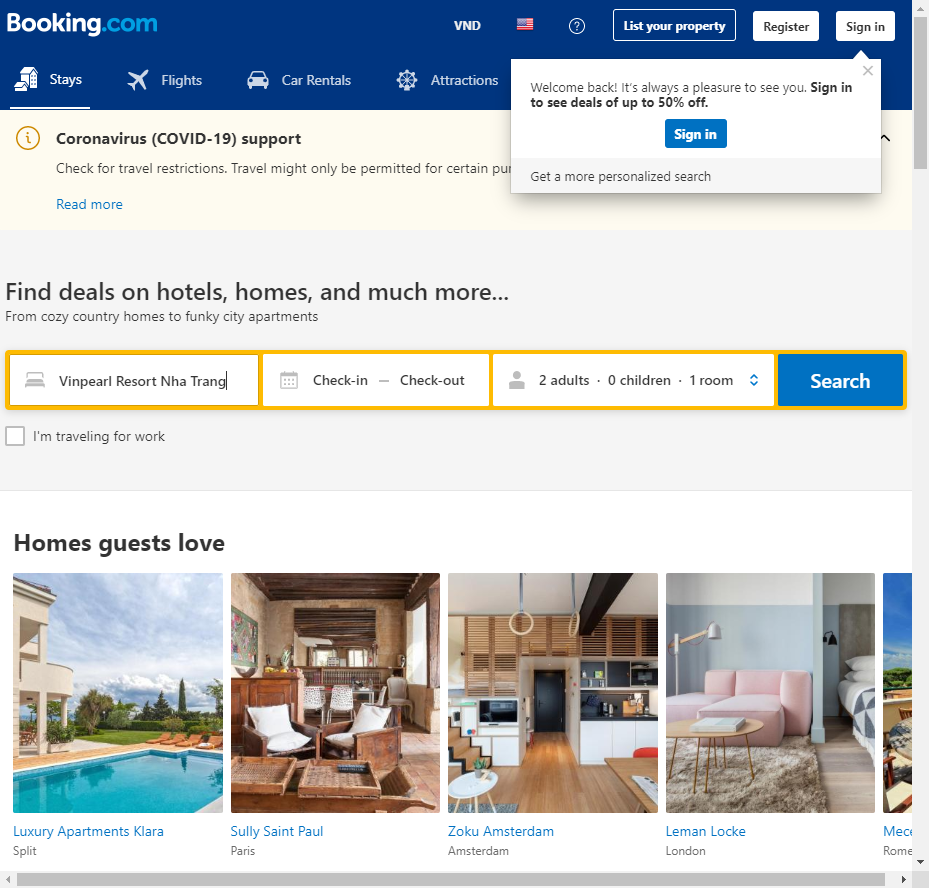 Booking.com
VND
?
List your property
Register
Sign in
Stays
Flights
Car Rentals
Attractions
Welcome back! It's always a pleasure to see you. Sign in
to see deals of up to 50% off.
Sign in
Get a more personalized search
Coronavirus (COVID-19) support
Check for travel restrictions. Travel might only be permitted for certain
Read more
Find deals on hotels, homes, and much more...
From cozy country homes to funky city apartments
Vinpearl Resort Nha Trang
Check-in — Check-out
2 adults · 0 children · 1 room
Search
I'm traveling for work
Homes guests love
Luxury Apartments Klara
Split
Sully Saint Paul
Paris
Zoku Amsterdam
Amsterdam
Leman Locke
London
Rome